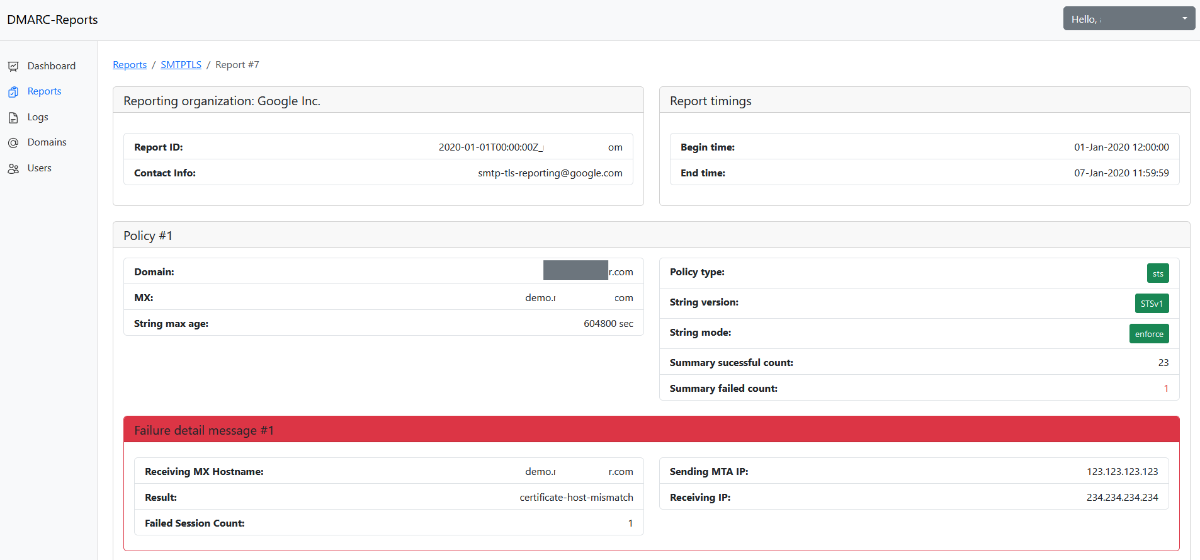 DMARC-Reports
Hello,
Dashboard
Reports
Logs
Domains
Users
Reports / SMTPTLS / Report #7
Reporting organization: Google Inc.
Report ID: 2020-01-01T00:00:00Z_ om
Contact Info: smtp-tls-reporting@google.com
Report timings
Begin time: 01-Jan-2020 12:00:00
End time: 07-Jan-2020 11:59:59
Policy #1
Domain: r.com
MX: demo. com
String max age: 604800 sec
Policy type: sts
String version: STSv1
String mode: enforce
Summary sucessful count: 23
Summary failed count: 1
Failure detail message #1
Receiving MX Hostname: demo. r.com
Result: certificate-host-mismatch
Failed Session Count: 1
Sending MTA IP: 123.123.123.123
Receiving IP: 234.234.234.234